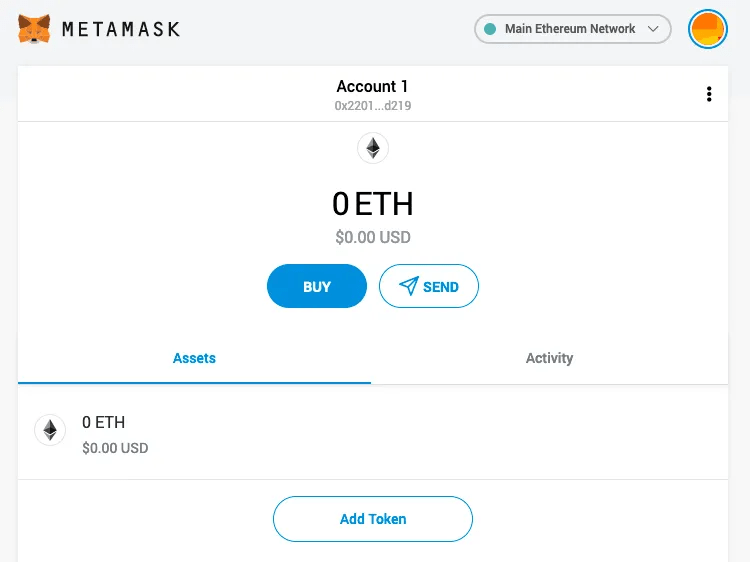 METAMASK
Main Ethereum Network
Account 1
0x2201...d219
0 ETH
$0.00 USD
BUY
SEND
Assets
Activity
0 ETH
$0.00 USD
Add Token